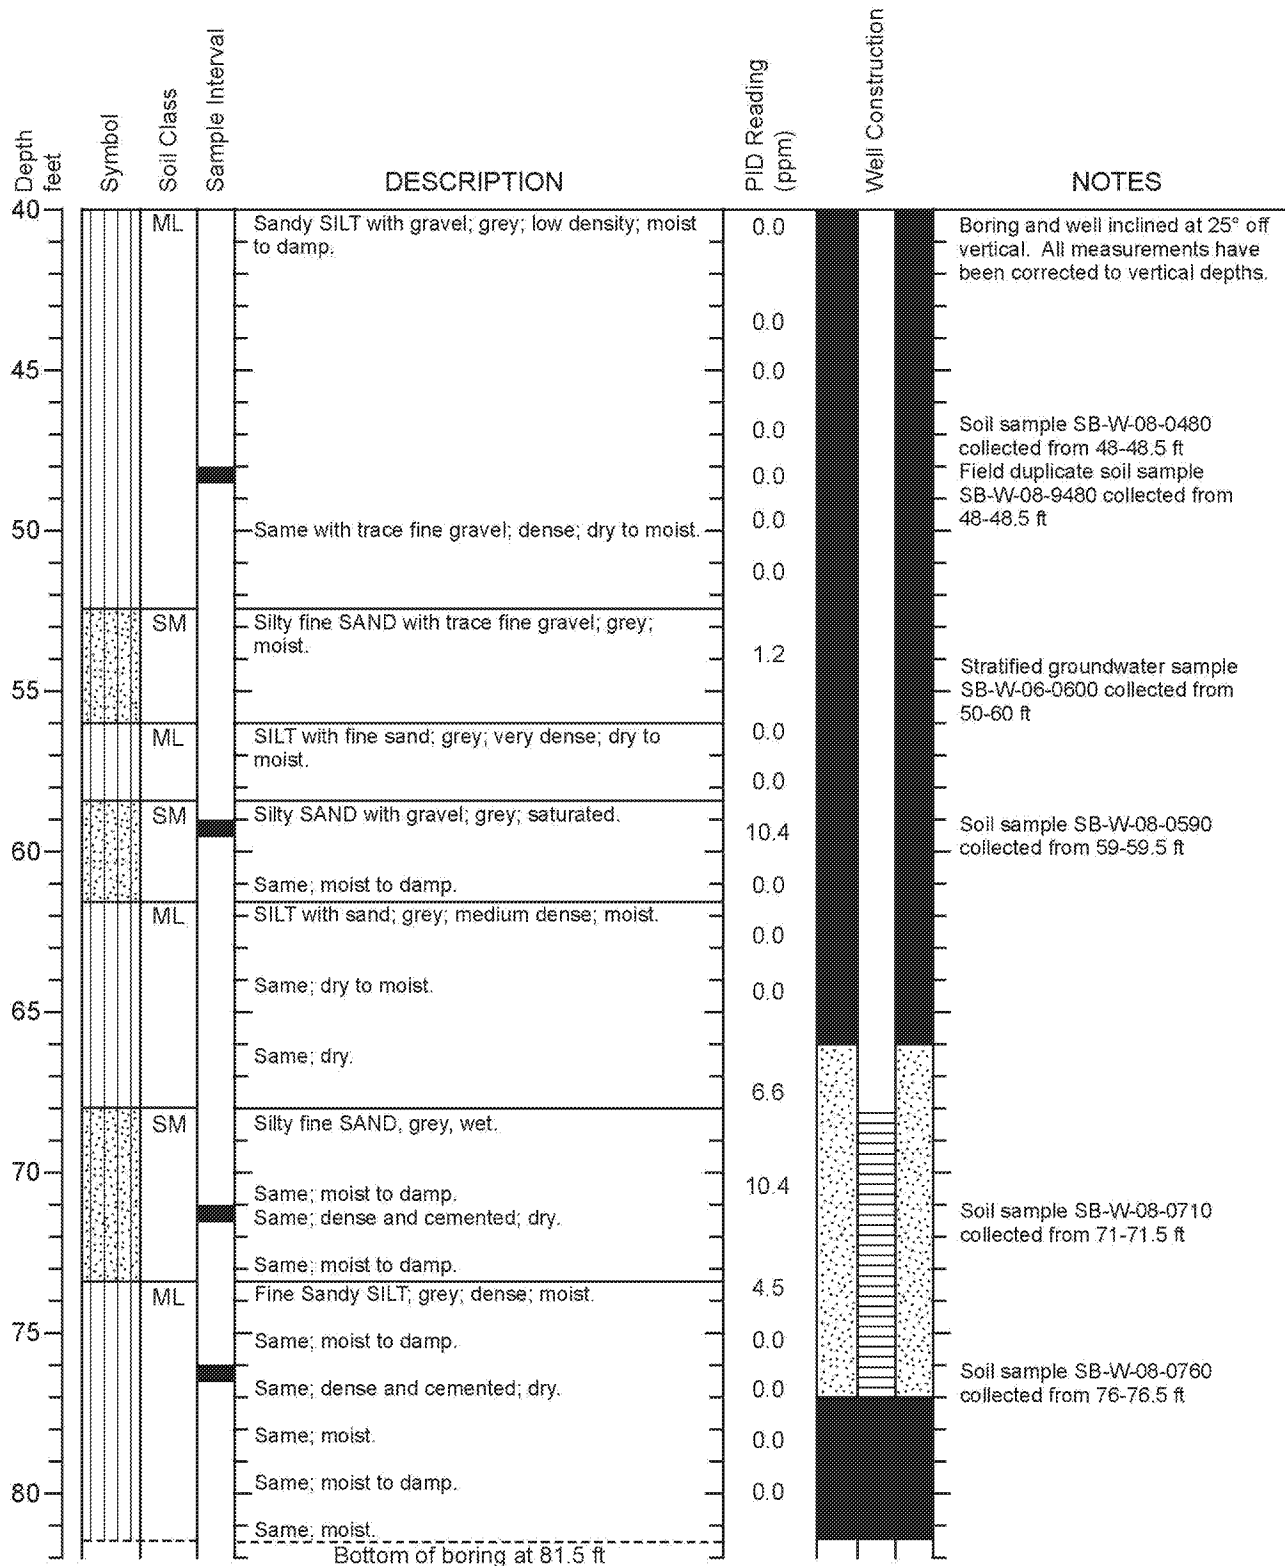 Depth
feet
Symbol
Soil Class
Sample Interval
DESCRIPTION
PID Reading
(ppm)
Well Construction
NOTES
40
ML
Sandy SILT with gravel; grey; low density; moist
to damp.
0.0
Boring and well inclined at 25° off
vertical. All measurements have
been corrected to vertical depths.
0.0
45
0.0
0.0
Soil sample SB-W-08-0480
collected from 48-48.5 ft
Field duplicate soil sample
SB-W-08-9480 collected from
48-48.5 ft
0.0
50
Same with trace fine gravel; dense; dry to moist.
0.0
0.0
SM
Silty fine SAND with trace fine gravel; grey;
moist.
1.2
55
Stratified groundwater sample
SB-W-06-0600 collected from
50-60 ft
ML
SILT with fine sand; grey; very dense; dry to
moist.
0.0
0.0
SM
Silty SAND with gravel; grey; saturated.
10.4
Soil sample SB-W-08-0590
collected from 59-59.5 ft
60
Same; moist to damp.
0.0
ML
SILT with sand; grey; medium dense; moist.
0.0
Same; dry to moist.
0.0
65
Same; dry.
6.6
SM
Silty fine SAND, grey, wet.
70
Same; moist to damp.
10.4
Same; dense and cemented; dry.
Soil sample SB-W-08-0710
collected from 71-71.5 ft
Same; moist to damp.
ML
Fine Sandy SILT; grey; dense; moist.
4.5
75
Same; moist to damp.
0.0
Same; dense and cemented; dry.
0.0
Soil sample SB-W-08-0760
collected from 76-76.5 ft
Same; moist.
0.0
80
Same; moist to damp.
0.0
Same; moist.
Bottom of boring at 81.5 ft